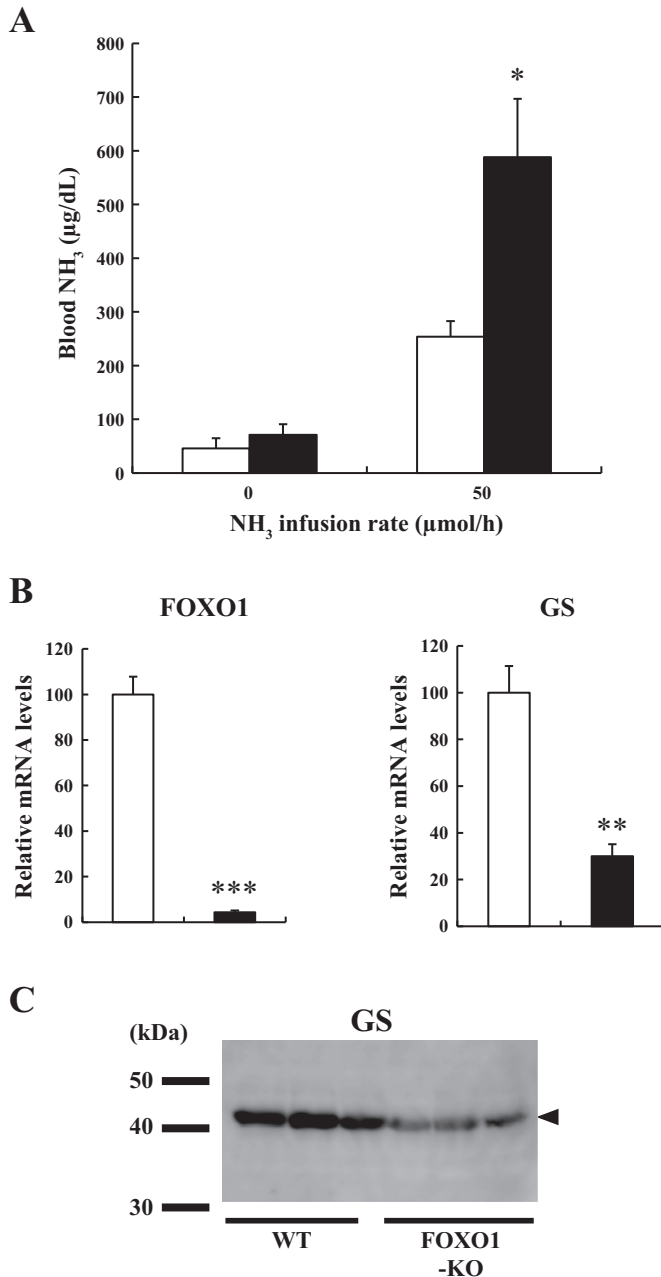 A
800
700
600
500
400
300
200
100
0
Blood NH3 (µg/dL)
*
0
50
NH3 infusion rate (µmol/h)
B
FOXO1
120
100
80
60
40
20
0
Relative mRNA levels
***
GS
120
100
80
60
40
20
0
Relative mRNA levels
**
C
GS
(kDa)
50
40
30
WT
FOXO1
-KO